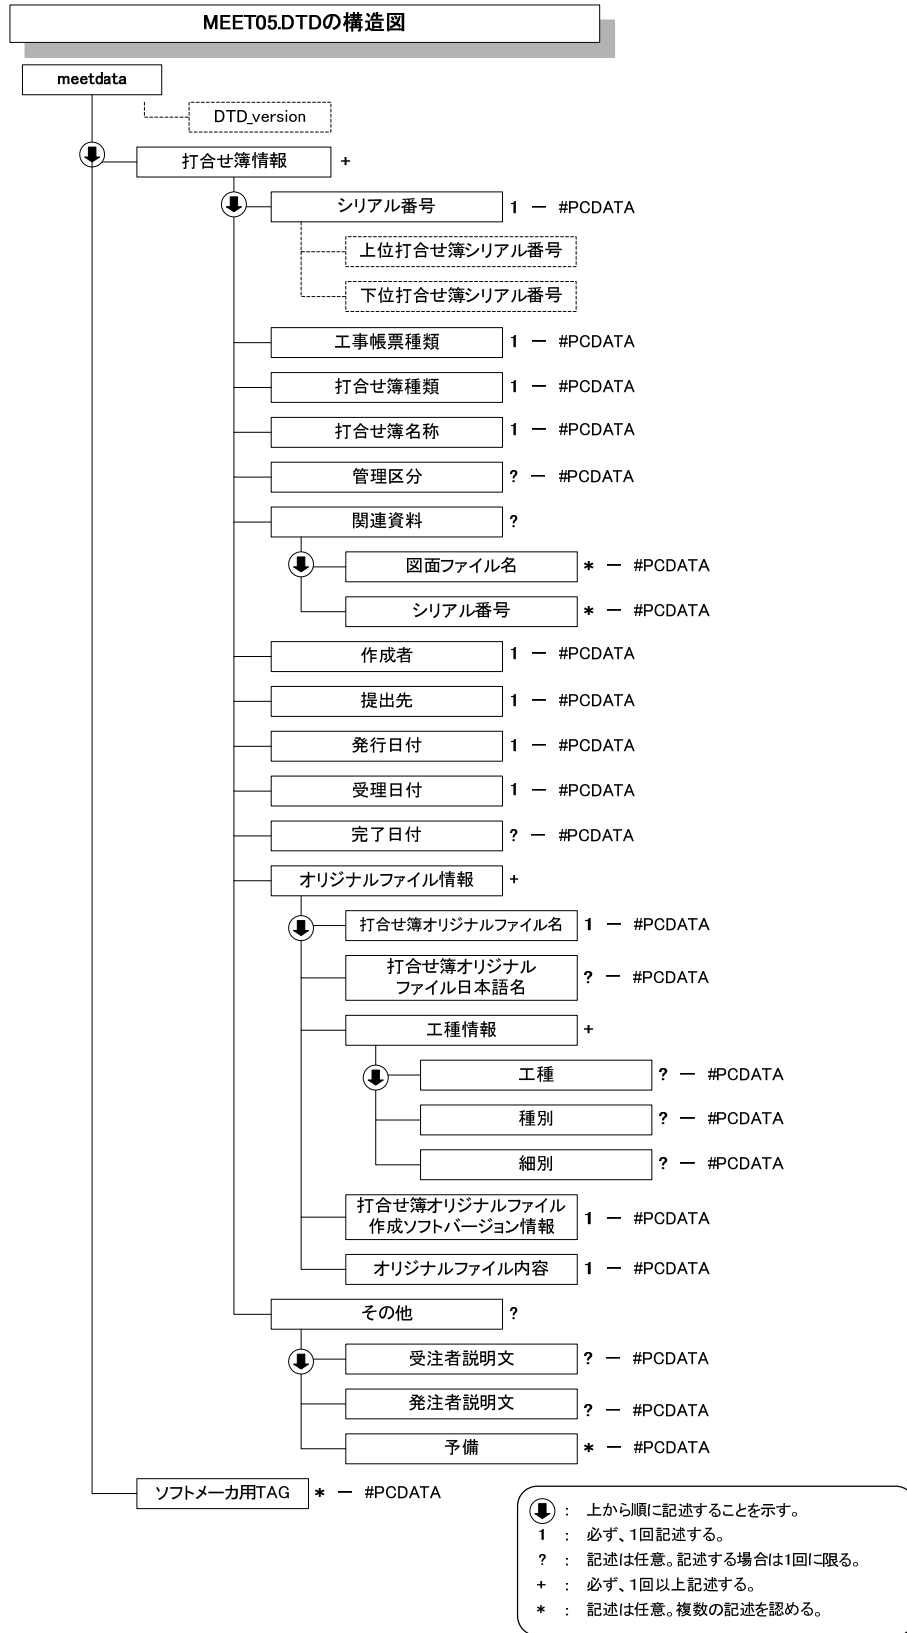 MEET05.DTDの構造図
meetdata
DTD_version
打合せ簿情報 +
シリアル番号 1 － #PCDATA
上位打合せ簿シリアル番号
下位打合せ簿シリアル番号
工事帳票種類 1 － #PCDATA
打合せ簿種類 1 － #PCDATA
打合せ簿名称 1 － #PCDATA
管理区分 ? － #PCDATA
関連資料 ?
図面ファイル名 * － #PCDATA
シリアル番号 * － #PCDATA
作成者 1 － #PCDATA
提出先 1 － #PCDATA
発行日付 1 － #PCDATA
受理日付 1 － #PCDATA
完了日付 ? － #PCDATA
オリジナルファイル情報 +
打合せ簿オリジナルファイル名 1 － #PCDATA
打合せ簿オリジナル
ファイル日本語名 ? － #PCDATA
工種情報 +
工種 ? － #PCDATA
種別 ? － #PCDATA
細別 ? － #PCDATA
打合せ簿オリジナルファイル
作成ソフトバージョン情報 1 － #PCDATA
オリジナルファイル内容 1 － #PCDATA
その他 ?
受注者説明文 ? － #PCDATA
発注者説明文 ? － #PCDATA
予備 * － #PCDATA
ソフトメーカ用TAG * － #PCDATA
： 上から順に記述することを示す。
1 ： 必ず、1回記述する。
? ： 記述は任意。記述する場合は1回に限る。
+ ： 必ず、1回以上記述する。
* ： 記述は任意。複数の記述を認める。